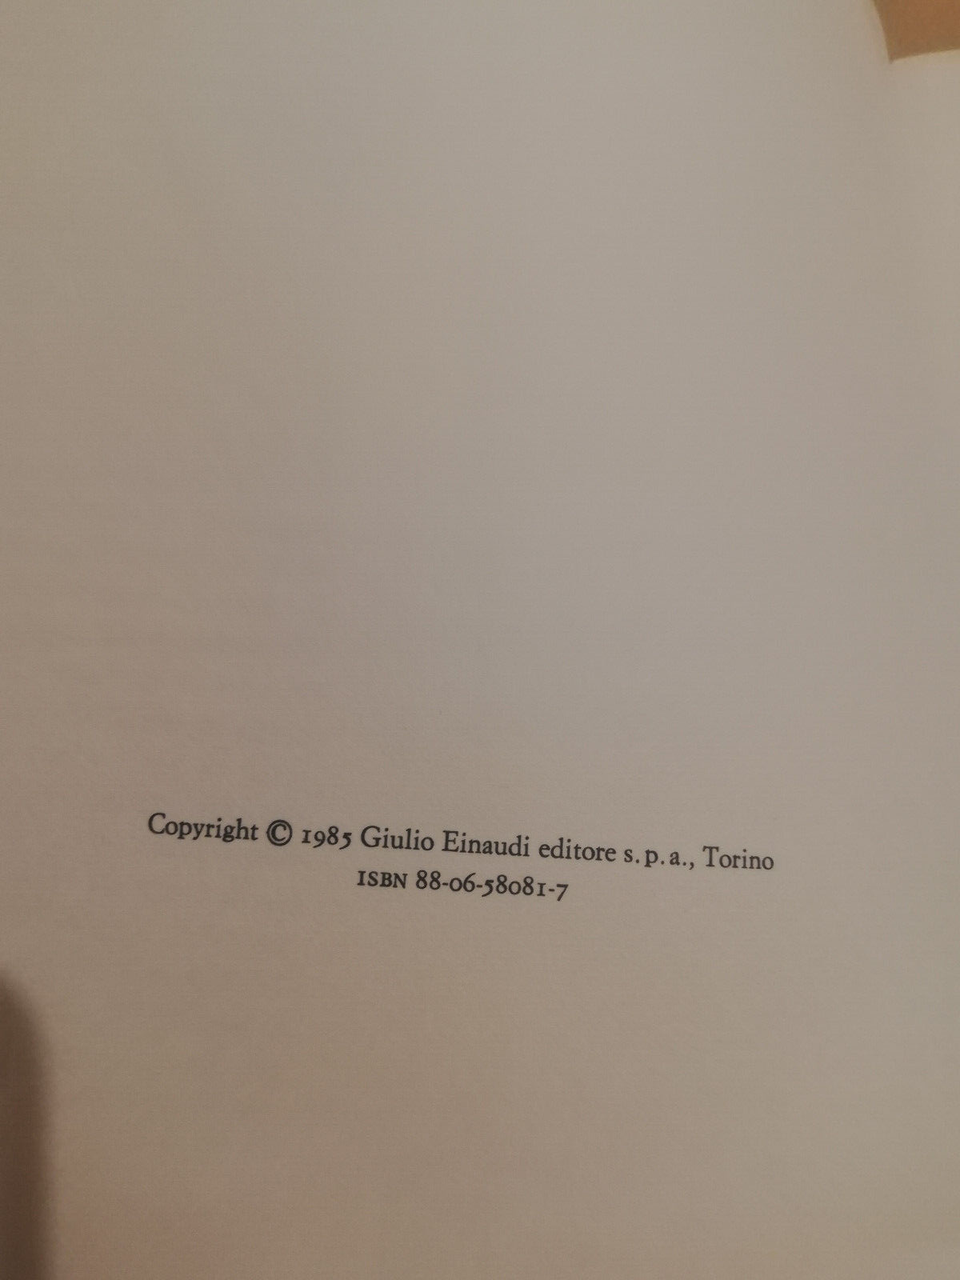 Copyright © 1985 Giulio Einaudi editore s.p.a., Torino
ISBN 88-06-58081-7